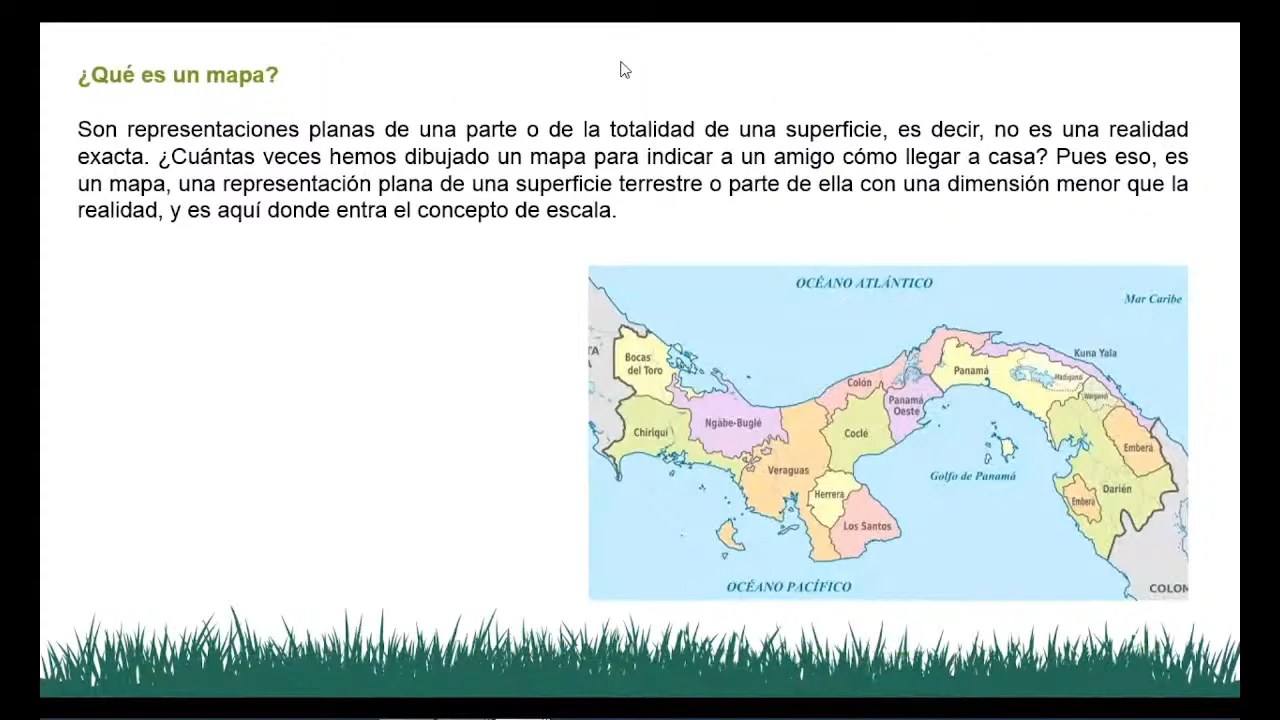 ¿Qué es un mapa?
Son representaciones planas de una parte o de la totalidad de una superficie, es decir, no es una realidad
exacta. ¿Cuántas veces hemos dibujado un mapa para indicar a un amigo cómo llegar a casa? Pues eso, es
un mapa, una representación plana de una superficie terrestre o parte de ella con una dimensión menor que la
realidad, y es aquí donde entra el concepto de escala.
OCÉANO ATLÁNTICO
Mar Caribe
TA
A
Bocas
del Toro
Kuna Yala
Colón
Panamá
Madigandí
Wargandí
Panamá
Oeste
Chiriquí
Ngäbe-Buglé
Coclé
Emberá
Veraguas
Golfo de Panamá
Herrera
Darién
Emberá
Los Santos
OCÉANO PACÍFICO
COLOM